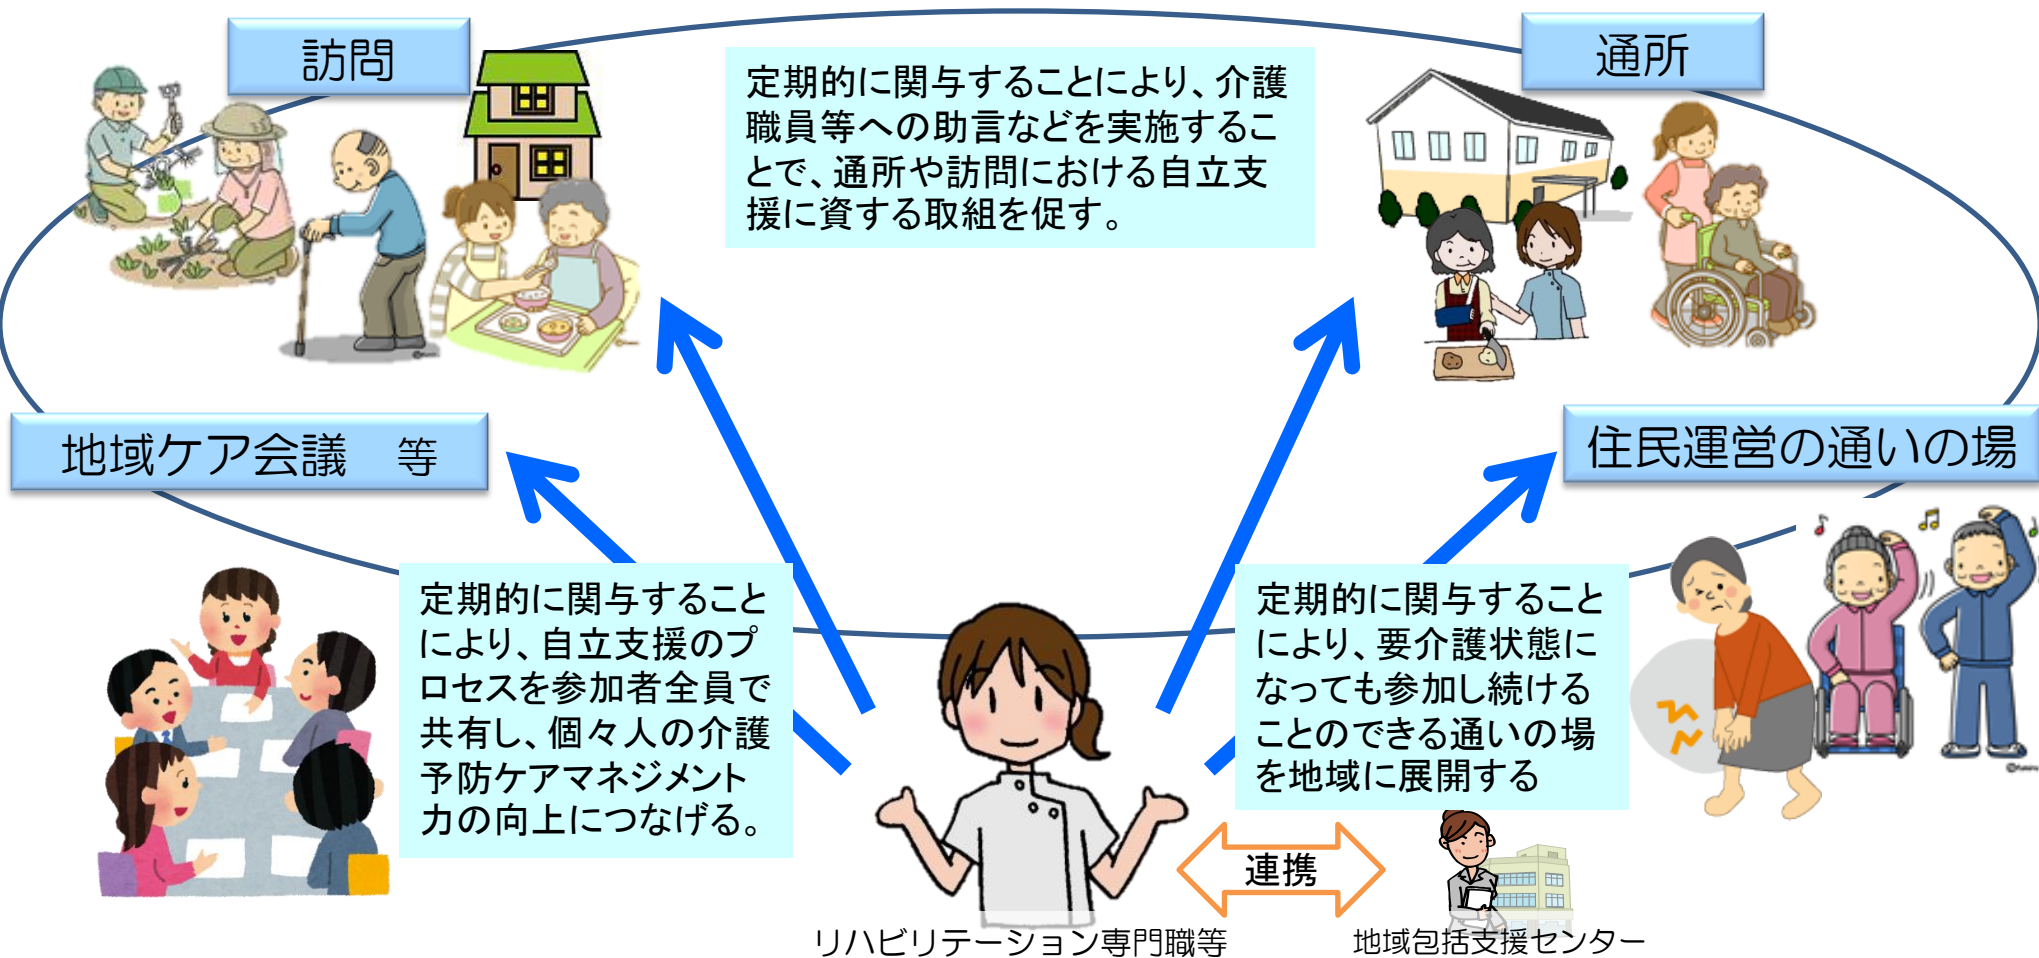 訪問
通所
定期的に関与することにより、介護
職員等への助言などを実施するこ
とで、通所や訪問における自立支
援に資する取組を促す。
地域ケア会議　等
住民運営の通いの場
定期的に関与すること
により、自立支援のプ
ロセスを参加者全員で
共有し、個々人の介護
予防ケアマネジメント
力の向上につなげる。
定期的に関与すること
により、要介護状態に
なっても参加し続ける
ことのできる通いの場
を地域に展開する
連携
リハビリテーション専門職等
地域包括支援センター